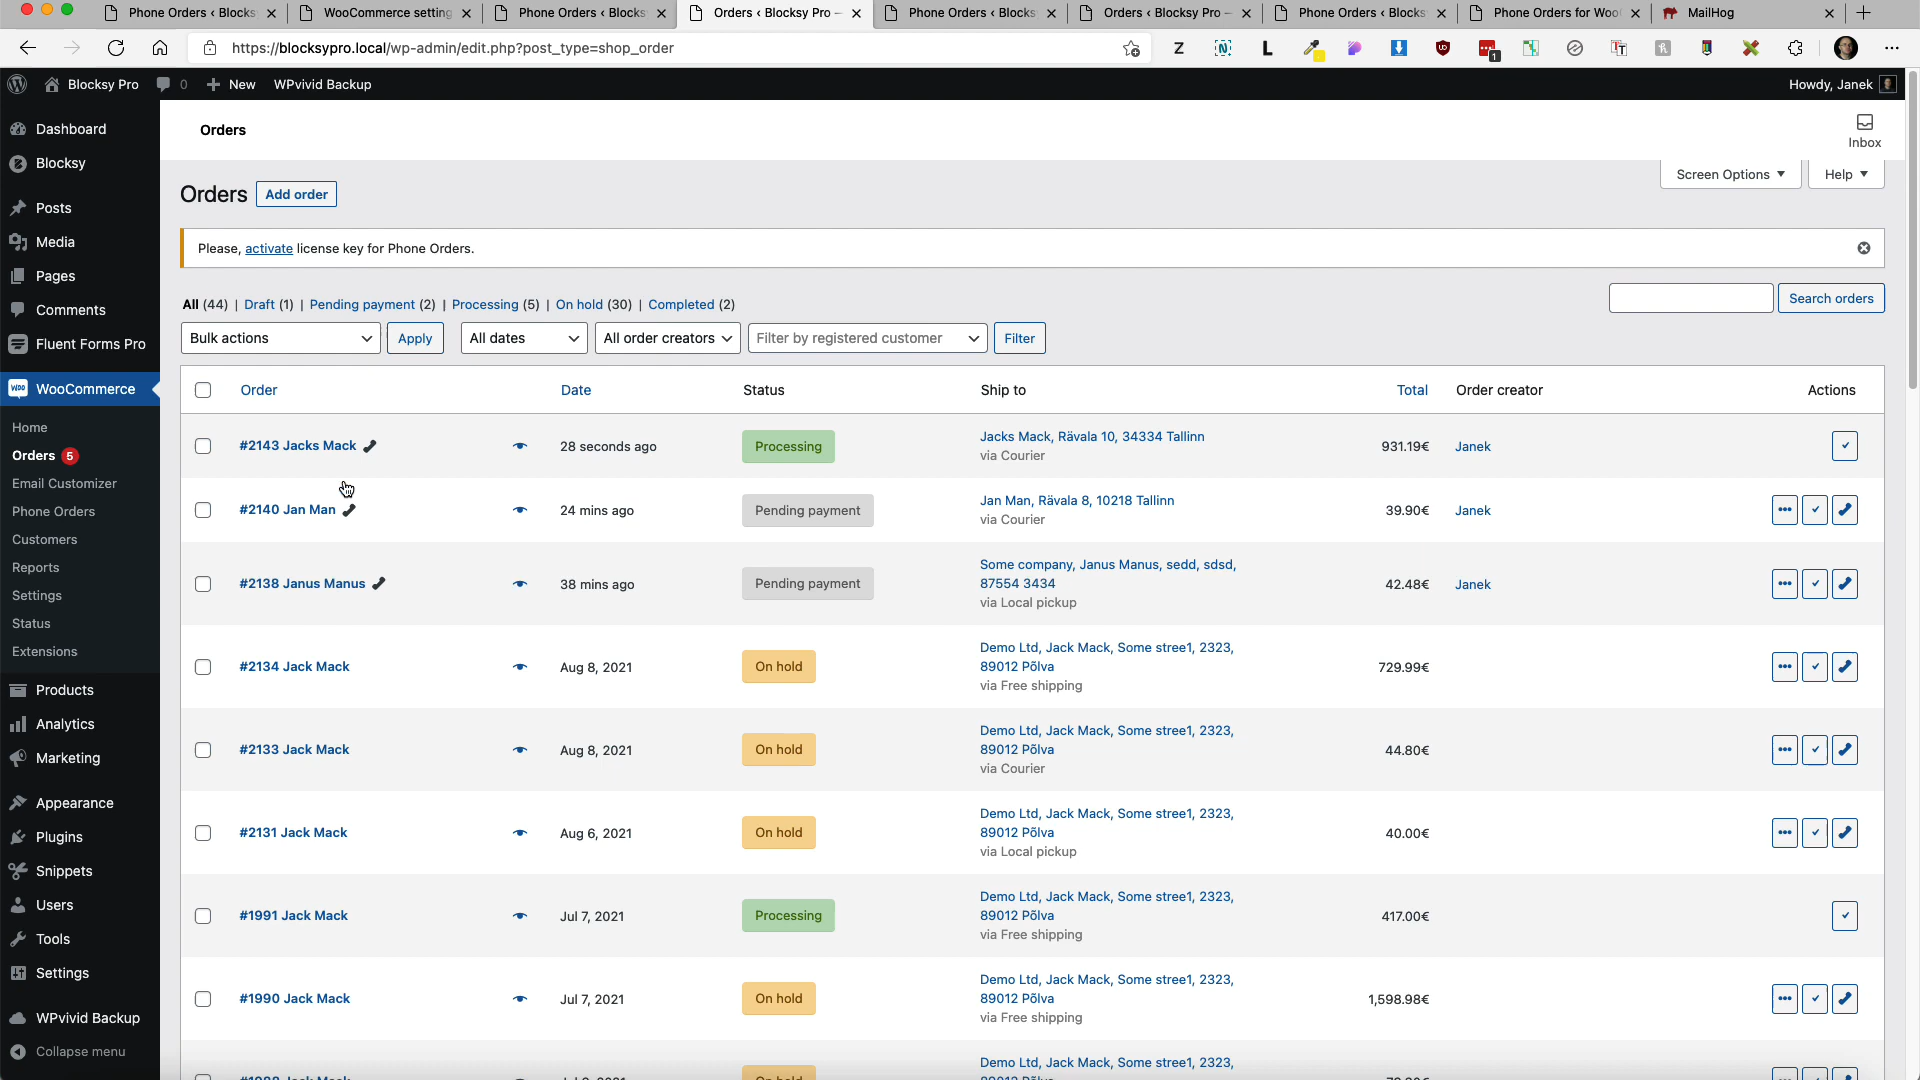 Phone Orders ‹ Blocks
WooCommerce setting
Phone Orders ‹ Blocks
Orders ‹ Blocksy Pro —
Phone Orders ‹ Blocks
Orders ‹ Blocksy Pro —
Phone Orders ‹ Blocks
Phone Orders for Woo
MailHog
https://blocksypro.local/wp-admin/edit.php?post_type=shop_order
Blocksy Pro
0
New
WPvivid Backup
Howdy, Janek
Dashboard
Blocksy
Posts
Media
Pages
Comments
Fluent Forms Pro
WooCommerce
Home
Orders 5
Email Customizer
Phone Orders
Customers
Reports
Settings
Status
Extensions
Products
Analytics
Marketing
Appearance
Plugins
Snippets
Users
Tools
Settings
WPvivid Backup
Collapse menu
Orders
Inbox
Screen Options
Help
Orders
Add order
Please, activate license key for Phone Orders.
All (44) | Draft (1) | Pending payment (2) | Processing (5) | On hold (30) | Completed (2)
Search orders
Bulk actions
Apply
All dates
All order creators
Filter by registered customer
Filter
Order Date Status Ship to Total Order creator Actions
#2143 Jacks Mack 28 seconds ago Processing Jacks Mack, Rävala 10, 34334 Tallinn 931.19€ Janek
via Courier
#2140 Jan Man 24 mins ago Pending payment Jan Man, Rävala 8, 10218 Tallinn 39.90€ Janek
via Courier
#2138 Janus Manus 38 mins ago Pending payment Some company, Janus Manus, sedd, sdsd, 42.48€ Janek
87554 3434
via Local pickup
#2134 Jack Mack Aug 8, 2021 On hold Demo Ltd, Jack Mack, Some stree1, 2323, 729.99€
89012 Põlva
via Free shipping
#2133 Jack Mack Aug 8, 2021 On hold Demo Ltd, Jack Mack, Some stree1, 2323, 44.80€
89012 Põlva
via Courier
#2131 Jack Mack Aug 6, 2021 On hold Demo Ltd, Jack Mack, Some stree1, 2323, 40.00€
89012 Põlva
via Local pickup
#1991 Jack Mack Jul 7, 2021 Processing Demo Ltd, Jack Mack, Some stree1, 2323, 417.00€
89012 Põlva
via Free shipping
#1990 Jack Mack Jul 7, 2021 On hold Demo Ltd, Jack Mack, Some stree1, 2323, 1,598.98€
89012 Põlva
via Free shipping
Demo Ltd, Jack Mack, Some stree1, 2323,